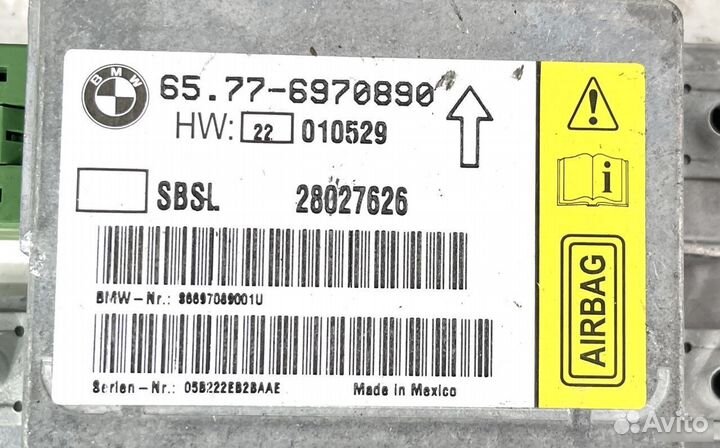 BMW
65.77-6970890
HW: 22 010529
SBSL 28027626
BMW-Nr.: 96697089001U
Serien-Nr.: 05B222EB2BAAE Made in Mexico
i
AIRBAG
Avito